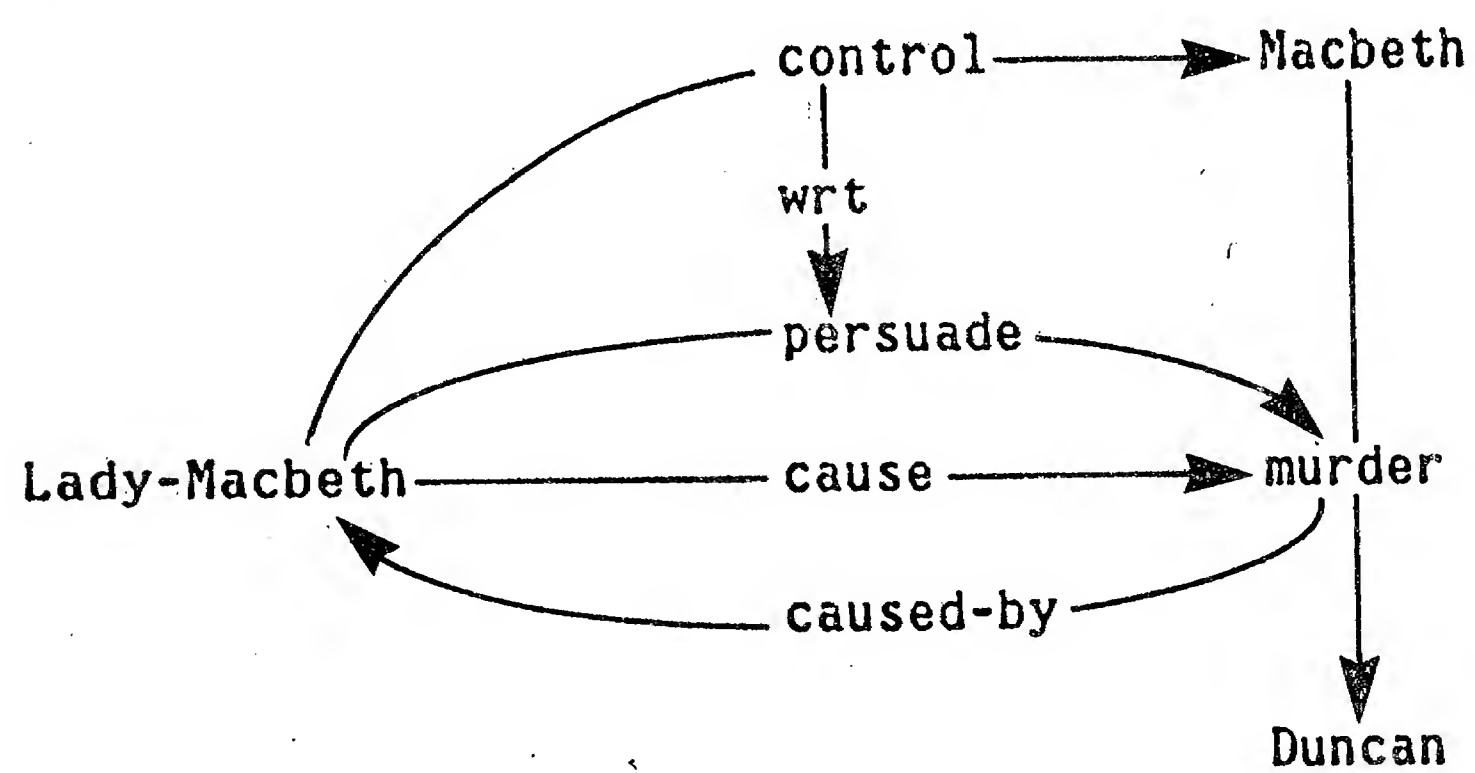 control Macbeth
wrt
persuade
Lady-Macbeth cause murder
caused-by
Duncan